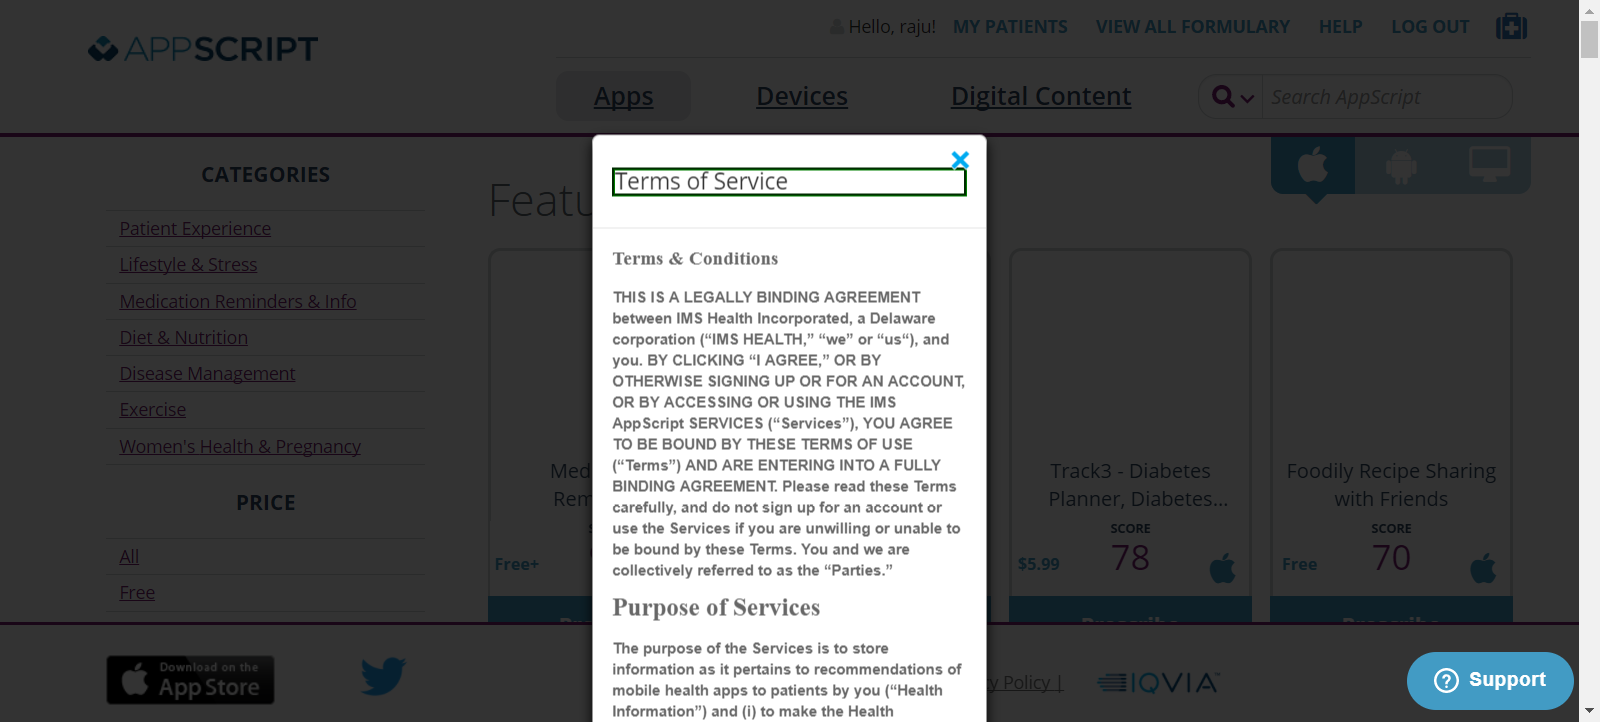 Hello, raju! MY PATIENTS VIEW ALL FORMULARY HELP LOG OUT
APPSCRIPT
Apps Devices Digital Content Search AppScript
CATEGORIES
Patient Experience
Lifestyle & Stress
Medication Reminders & Info
Diet & Nutrition
Disease Management
Exercise
Women's Health & Pregnancy
PRICE
All
Free
Terms of Service
Terms & Conditions
THIS IS A LEGALLY BINDING AGREEMENT
between IMS Health Incorporated, a Delaware
corporation (“IMS HEALTH,” “we” or “us“), and
you. BY CLICKING “I AGREE,” OR BY
OTHERWISE SIGNING UP OR FOR AN ACCOUNT,
OR BY ACCESSING OR USING THE IMS
AppScript SERVICES (“Services”), YOU AGREE
TO BE BOUND BY THESE TERMS OF USE
(“Terms”) AND ARE ENTERING INTO A FULLY
BINDING AGREEMENT. Please read these Terms
carefully, and do not sign up for an account or
use the Services if you are unwilling or unable to
be bound by these Terms. You and we are
collectively referred to as the “Parties.”
Purpose of Services
The purpose of the Services is to store
information as it pertains to recommendations of
mobile health apps to patients by you (“Health
Information”) and (i) to make the Health
Free+
Track3 - Diabetes
Planner, Diabetes...
SCORE
$5.99 78
Foodily Recipe Sharing
with Friends
SCORE
Free 70
Download on the
App Store
Policy |
IQVIA
Support